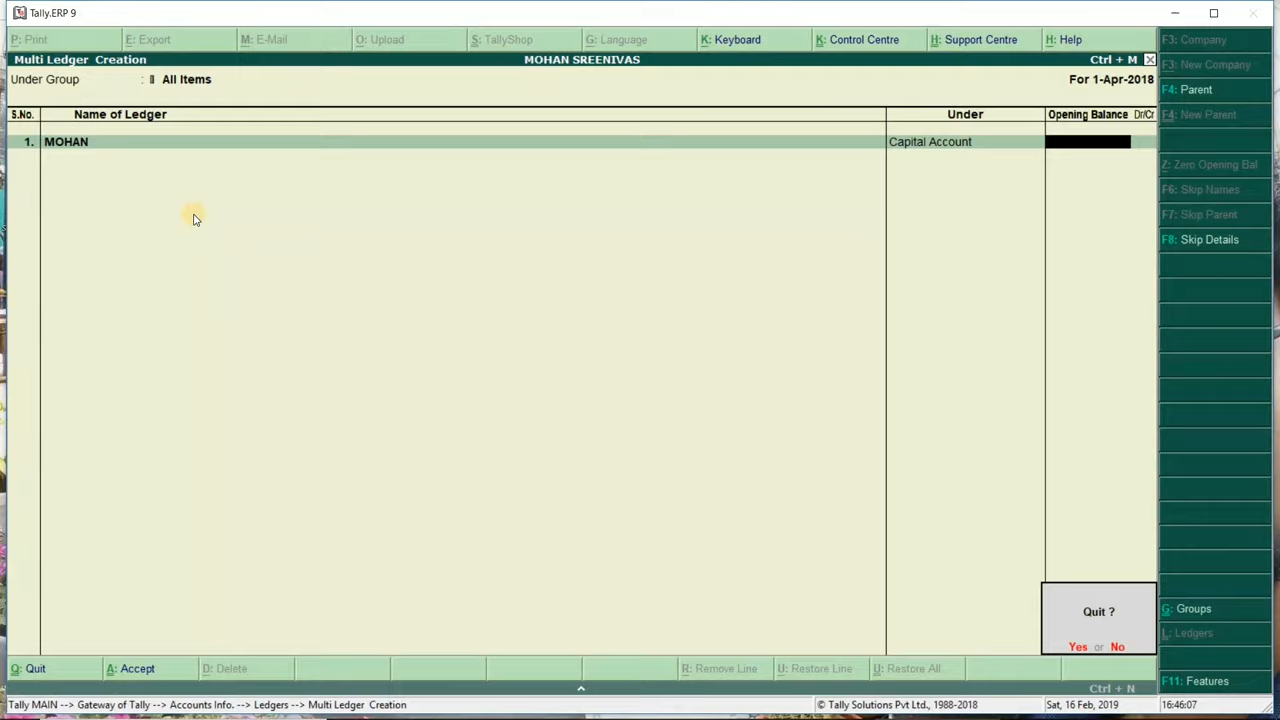 Tally.ERP 9
P: Print E: Export M: E-Mail O: Upload S: TallyShop G: Language K: Keyboard K: Control Centre H: Support Centre H: Help
F3: Company
Multi Ledger Creation MOHAN SREENIVAS Ctrl + M
F3: New Company
Under Group : All Items For 1-Apr-2018
F4: Parent
S.No. Name of Ledger Under Opening Balance Dr/Cr
F4: New Parent
1. MOHAN Capital Account
Z: Zero Opening Bal
F6: Skip Names
F7: Skip Parent
F8: Skip Details
Quit ?
Yes or No
G: Groups
L: Ledgers
Q: Quit A: Accept D: Delete R: Remove Line U: Restore Line U: Restore All
F11: Features
Ctrl + N
Tally MAIN --> Gateway of Tally --> Accounts Info. --> Ledgers --> Multi Ledger Creation © Tally Solutions Pvt Ltd., 1988-2018 Sat, 16 Feb, 2019 16:46:07